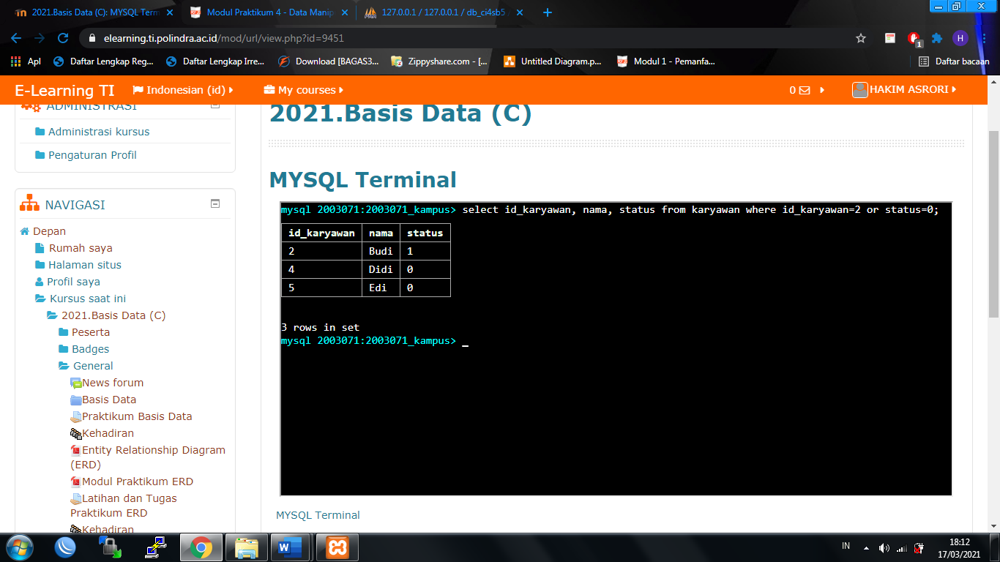 2021.Basis Data (C): MYSQL Term
Modul Praktikum 4 - Data Manip
127.0.0.1 / 127.0.0.1 / db_ci4sb5
elearning.ti.polindra.ac.id/mod/url/view.php?id=9451
1
H
Apl
Daftar Lengkap Reg...
Daftar Lengkap Irre...
Download [BAGAS3...
Zippyshare.com - [...
Untitled Diagram.p...
Modul 1 - Pemanfa...
Daftar bacaan
E-Learning TI
Indonesian (id)
My courses
0
HAKIM ASRORI
ADMINISTRASI
Administrasi kursus
Pengaturan Profil
NAVIGASI
Depan
Rumah saya
Halaman situs
Profil saya
Kursus saat ini
2021.Basis Data (C)
Peserta
Badges
General
News forum
Basis Data
Praktikum Basis Data
Kehadiran
Entity Relationship Diagram
(ERD)
Modul Praktikum ERD
Latihan dan Tugas
Praktikum ERD
Kehadiran
2021.Basis Data (C)
MYSQL Terminal
mysql 2003071:2003071_kampus> select id_karyawan, nama, status from karyawan where id_karyawan=2 or status=0;
id_karyawan nama status
2 Budi 1
4 Didi 0
5 Edi 0
3 rows in set
mysql 2003071:2003071_kampus> _
MYSQL Terminal
IN
18:12
17/03/2021